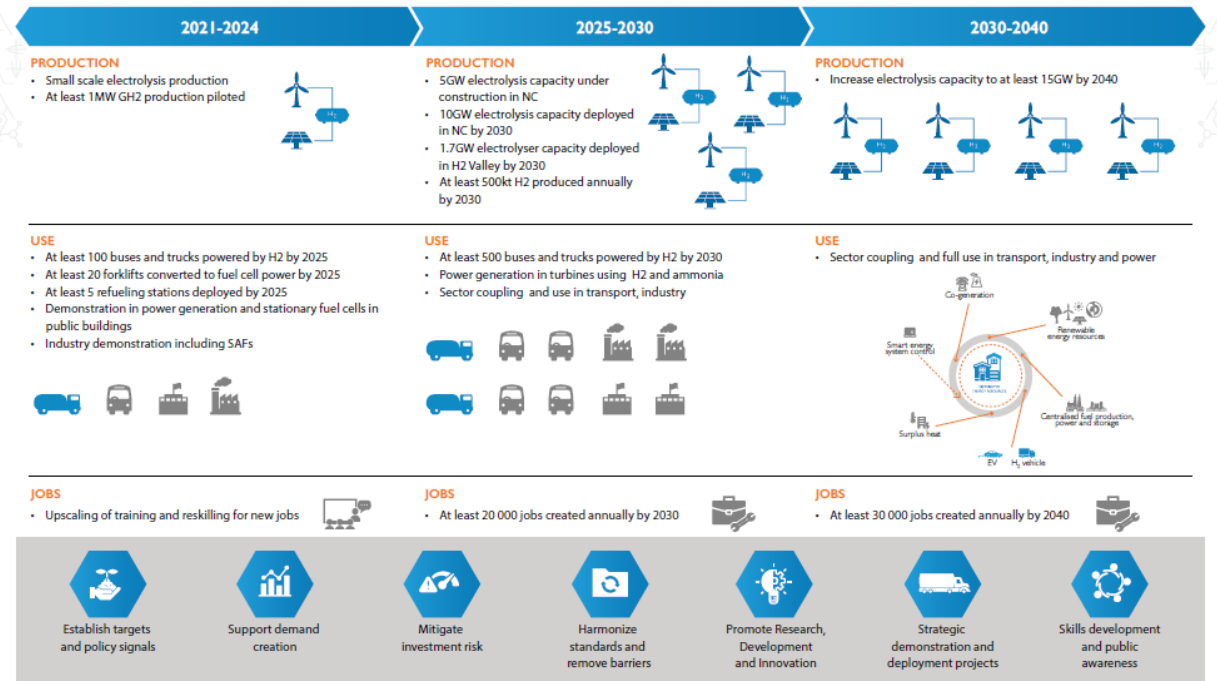 2021-2024
2025-2030
2030-2040
PRODUCTION
• Small scale electrolysis production
• At least 1MW GH2 production piloted
H2
PRODUCTION
• 5GW electrolysis capacity under
construction in NC
• 10GW electrolysis capacity deployed
in NC by 2030
• 1.7GW electrolyser capacity deployed
in H2 Valley by 2030
• At least 500kt H2 produced annually
by 2030
H2
H2
H2
PRODUCTION
• Increase electrolysis capacity to at least 15GW by 2040
H2
H2
H2
H2
USE
• At least 100 buses and trucks powered by H2 by 2025
• At least 20 forklifts converted to fuel cell power by 2025
• At least 5 refueling stations deployed by 2025
• Demonstration in power generation and stationary fuel cells in
public buildings
• Industry demonstration including SAFs
USE
• At least 500 buses and trucks powered by H2 by 2030
• Power generation in turbines using H2 and ammonia
• Sector coupling and use in transport, industry
USE
• Sector coupling and full use in transport, industry and power
Co-generation
Renewable
energy resources
Smart energy
system control
Centralised fuel production,
power and storage
Surplus heat
EV
H2 vehicle
JOBS
• Upscaling of training and reskilling for new jobs
JOBS
• At least 20 000 jobs created annually by 2030
JOBS
• At least 30 000 jobs created annually by 2040
Establish targets
and policy signals
Support demand
creation
Mitigate
investment risk
Harmonize
standards and
remove barriers
Promote Research,
Development
and Innovation
Strategic
demonstration and
deployment projects
Skills development
and public
awareness